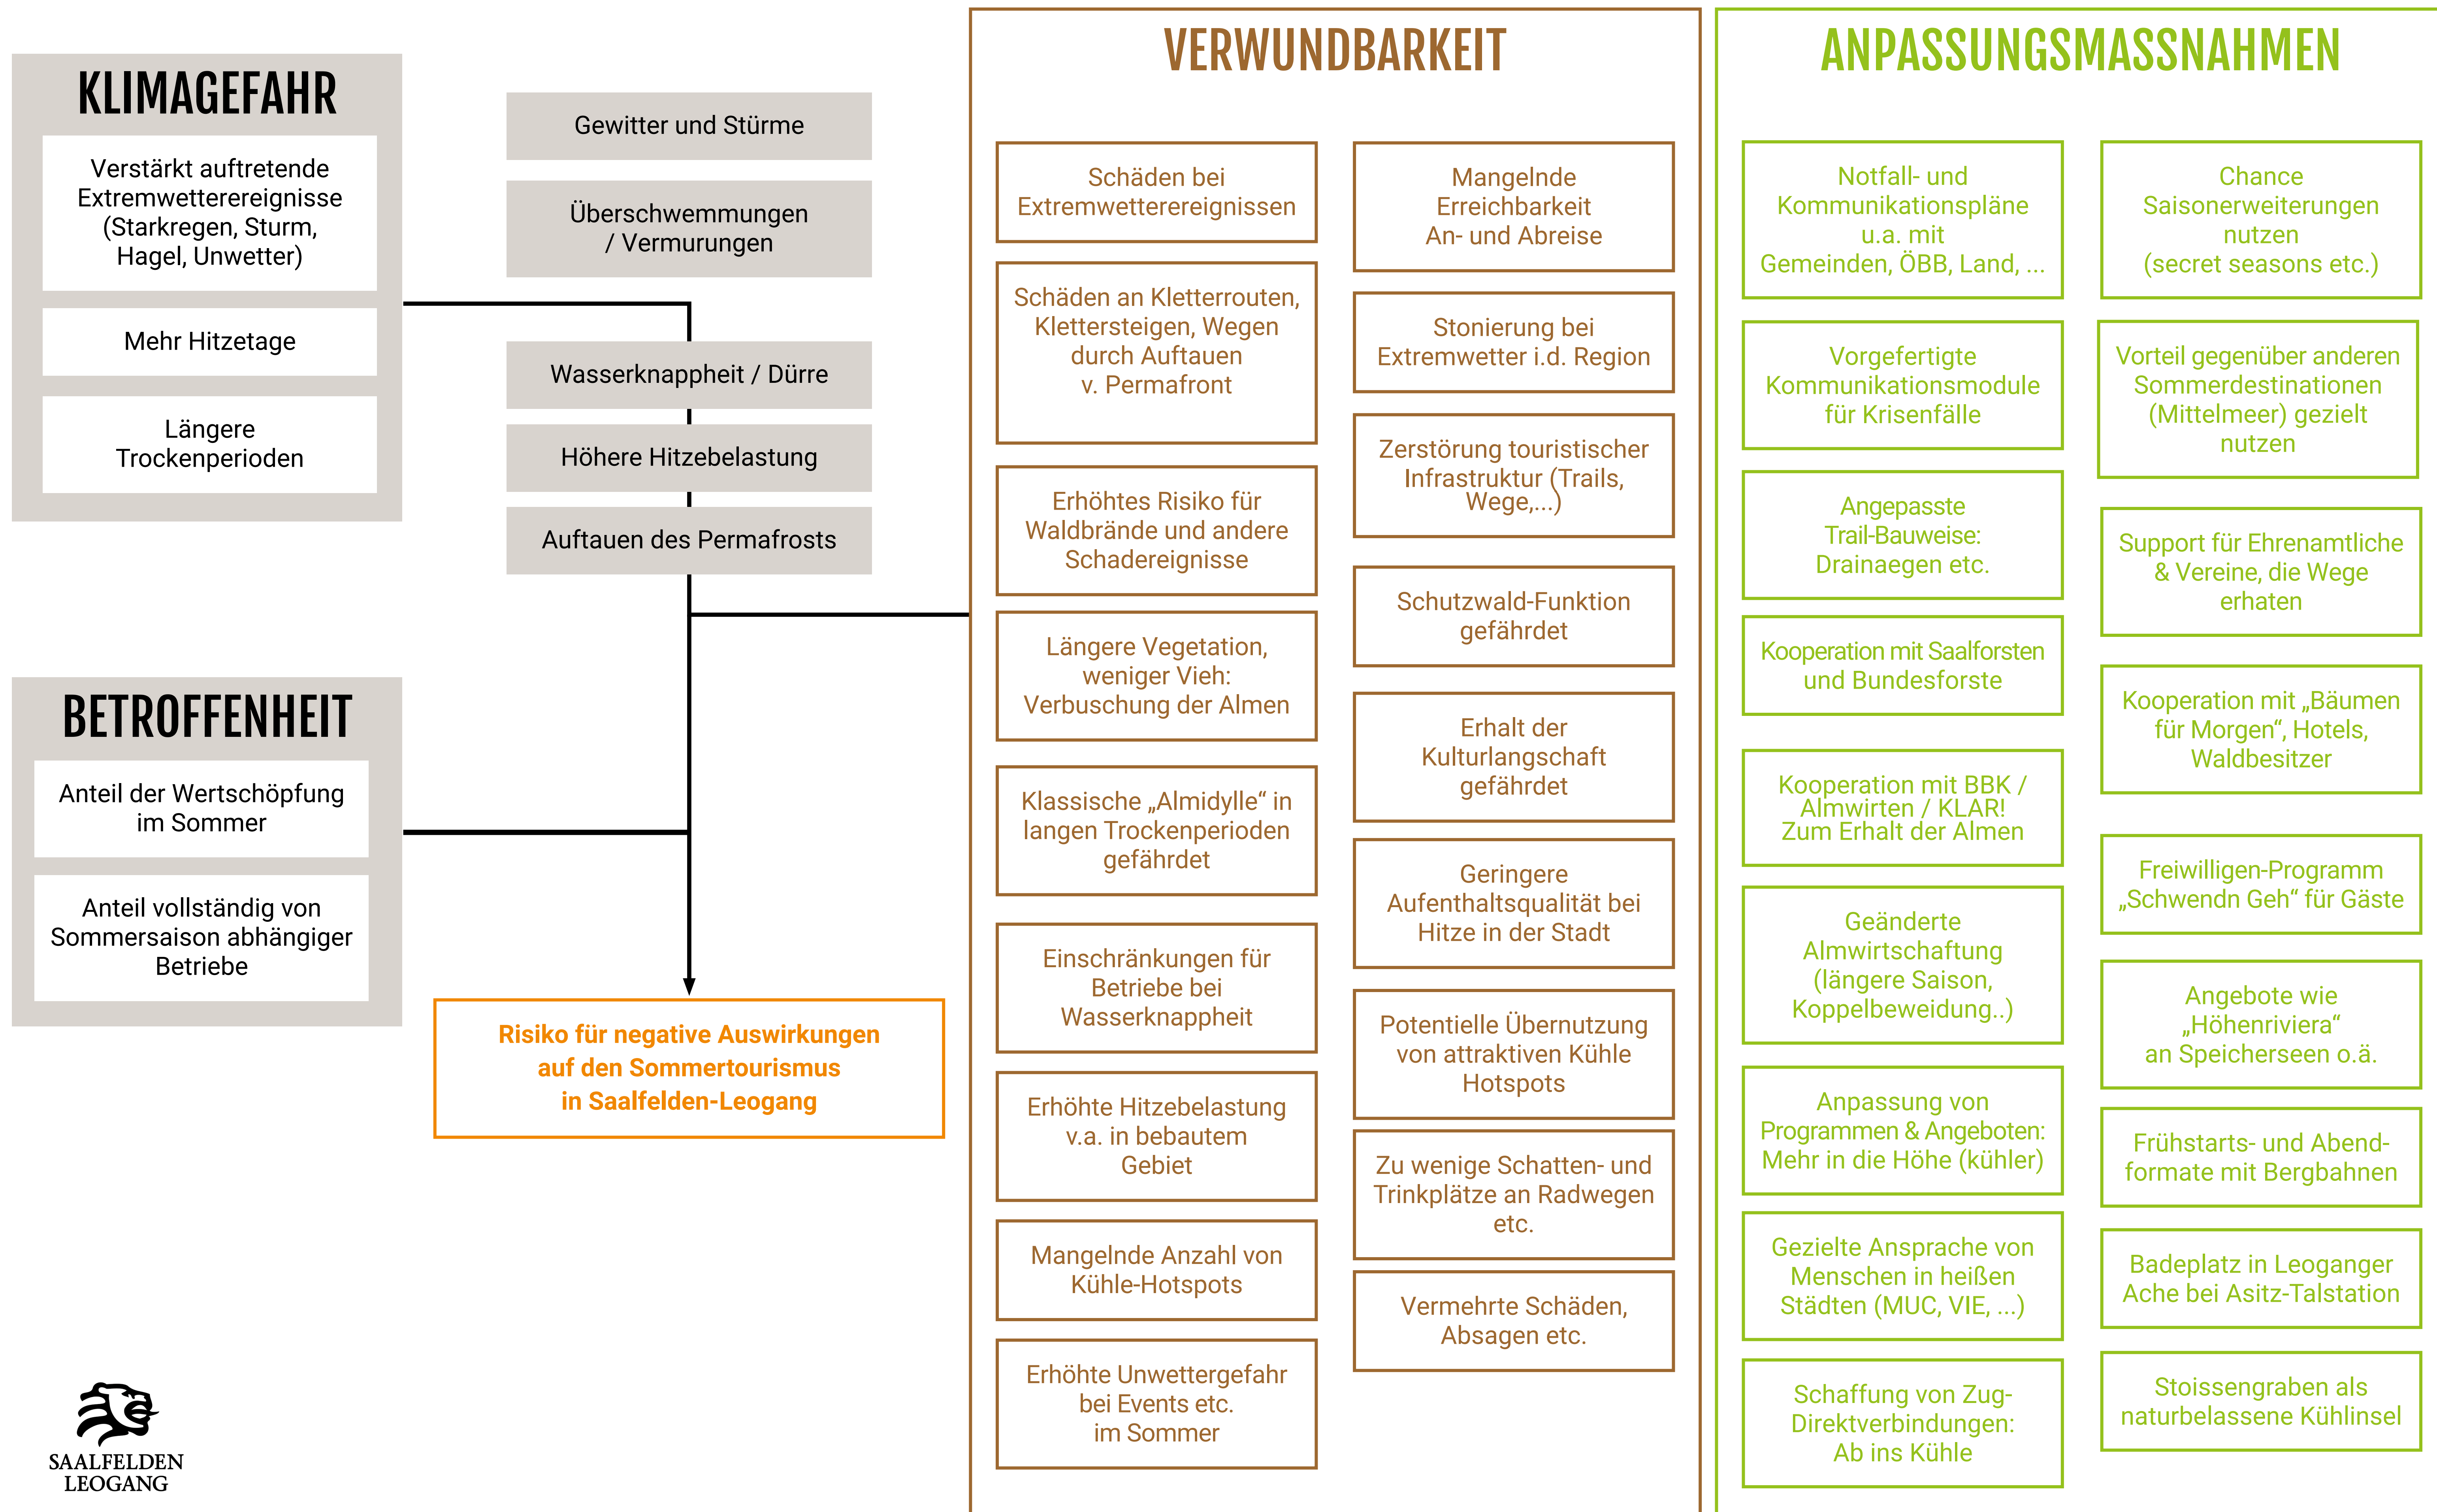 KLIMAGEFAHR
Verstärkt auftretende
Extremwetterereignisse
(Starkregen, Sturm,
Hagel, Unwetter)
Mehr Hitzetage
Längere
Trockenperioden
Gewitter und Stürme
Überschwemmungen
/ Vermurungen
Wasserknappheit / Dürre
Höhere Hitzebelastung
Auftauen des Permafrosts
BETROFFENHEIT
Anteil der Wertschöpfung
im Sommer
Anteil vollständig von
Sommersaison abhängiger
Betriebe
Risiko für negative Auswirkungen
auf den Sommertourismus
in Saalfelden-Leogang
SAALFELDEN
LEOGANG
VERWUNDBARKEIT
Schäden bei
Extremwetterereignissen
Schäden an Kletterrouten,
Klettersteigen, Wegen
durch Auftauen
v. Permafront
Erhöhtes Risiko für
Waldbrände und andere
Schadereignisse
Längere Vegetation,
weniger Vieh:
Verbuschung der Almen
Klassische „Almidylle“ in
langen Trockenperioden
gefährdet
Einschränkungen für
Betriebe bei
Wasserknappheit
Erhöhte Hitzebelastung
v.a. in bebautem
Gebiet
Mangelnde Anzahl von
Kühle-Hotspots
Erhöhte Unwettergefahr
bei Events etc.
im Sommer
Mangelnde
Erreichbarkeit
An- und Abreise
Stonierung bei
Extremwetter i.d. Region
Zerstörung touristischer
Infrastruktur (Trails,
Wege,...)
Schutzwald-Funktion
gefährdet
Erhalt der
Kulturlangschaft
gefährdet
Geringere
Aufenthaltsqualität bei
Hitze in der Stadt
Potentielle Übernutzung
von attraktiven Kühle
Hotspots
Zu wenige Schatten- und
Trinkplätze an Radwegen
etc.
Vermehrte Schäden,
Absagen etc.
ANPASSUNGSMASSNAHMEN
Notfall- und
Kommunikationspläne
u.a. mit
Gemeinden, ÖBB, Land, ...
Vorgefertigte
Kommunikationsmodule
für Krisenfälle
Angepasste
Trail-Bauweise:
Drainaegen etc.
Kooperation mit Saalforsten
und Bundesforste
Kooperation mit BBK /
Almwirten / KLAR!
Zum Erhalt der Almen
Geänderte
Almwirtschaftung
(längere Saison,
Koppelbeweidung..)
Anpassung von
Programmen & Angeboten:
Mehr in die Höhe (kühler)
Gezielte Ansprache von
Menschen in heißen
Städten (MUC, VIE, ...)
Schaffung von Zug-
Direktverbindungen:
Ab ins Kühle
Chance
Saisonerweiterungen
nutzen
(secret seasons etc.)
Vorteil gegenüber anderen
Sommerdestinationen
(Mittelmeer) gezielt
nutzen
Support für Ehrenamtliche
& Vereine, die Wege
erhaten
Kooperation mit „Bäumen
für Morgen“, Hotels,
Waldbesitzer
Freiwilligen-Programm
„Schwendn Geh“ für Gäste
Angebote wie
„Höhenriviera“
an Speicherseen o.ä.
Frühstarts- und Abend-
formate mit Bergbahnen
Badeplatz in Leoganger
Ache bei Asitz-Talstation
Stoissengraben als
naturbelassene Kühlinsel